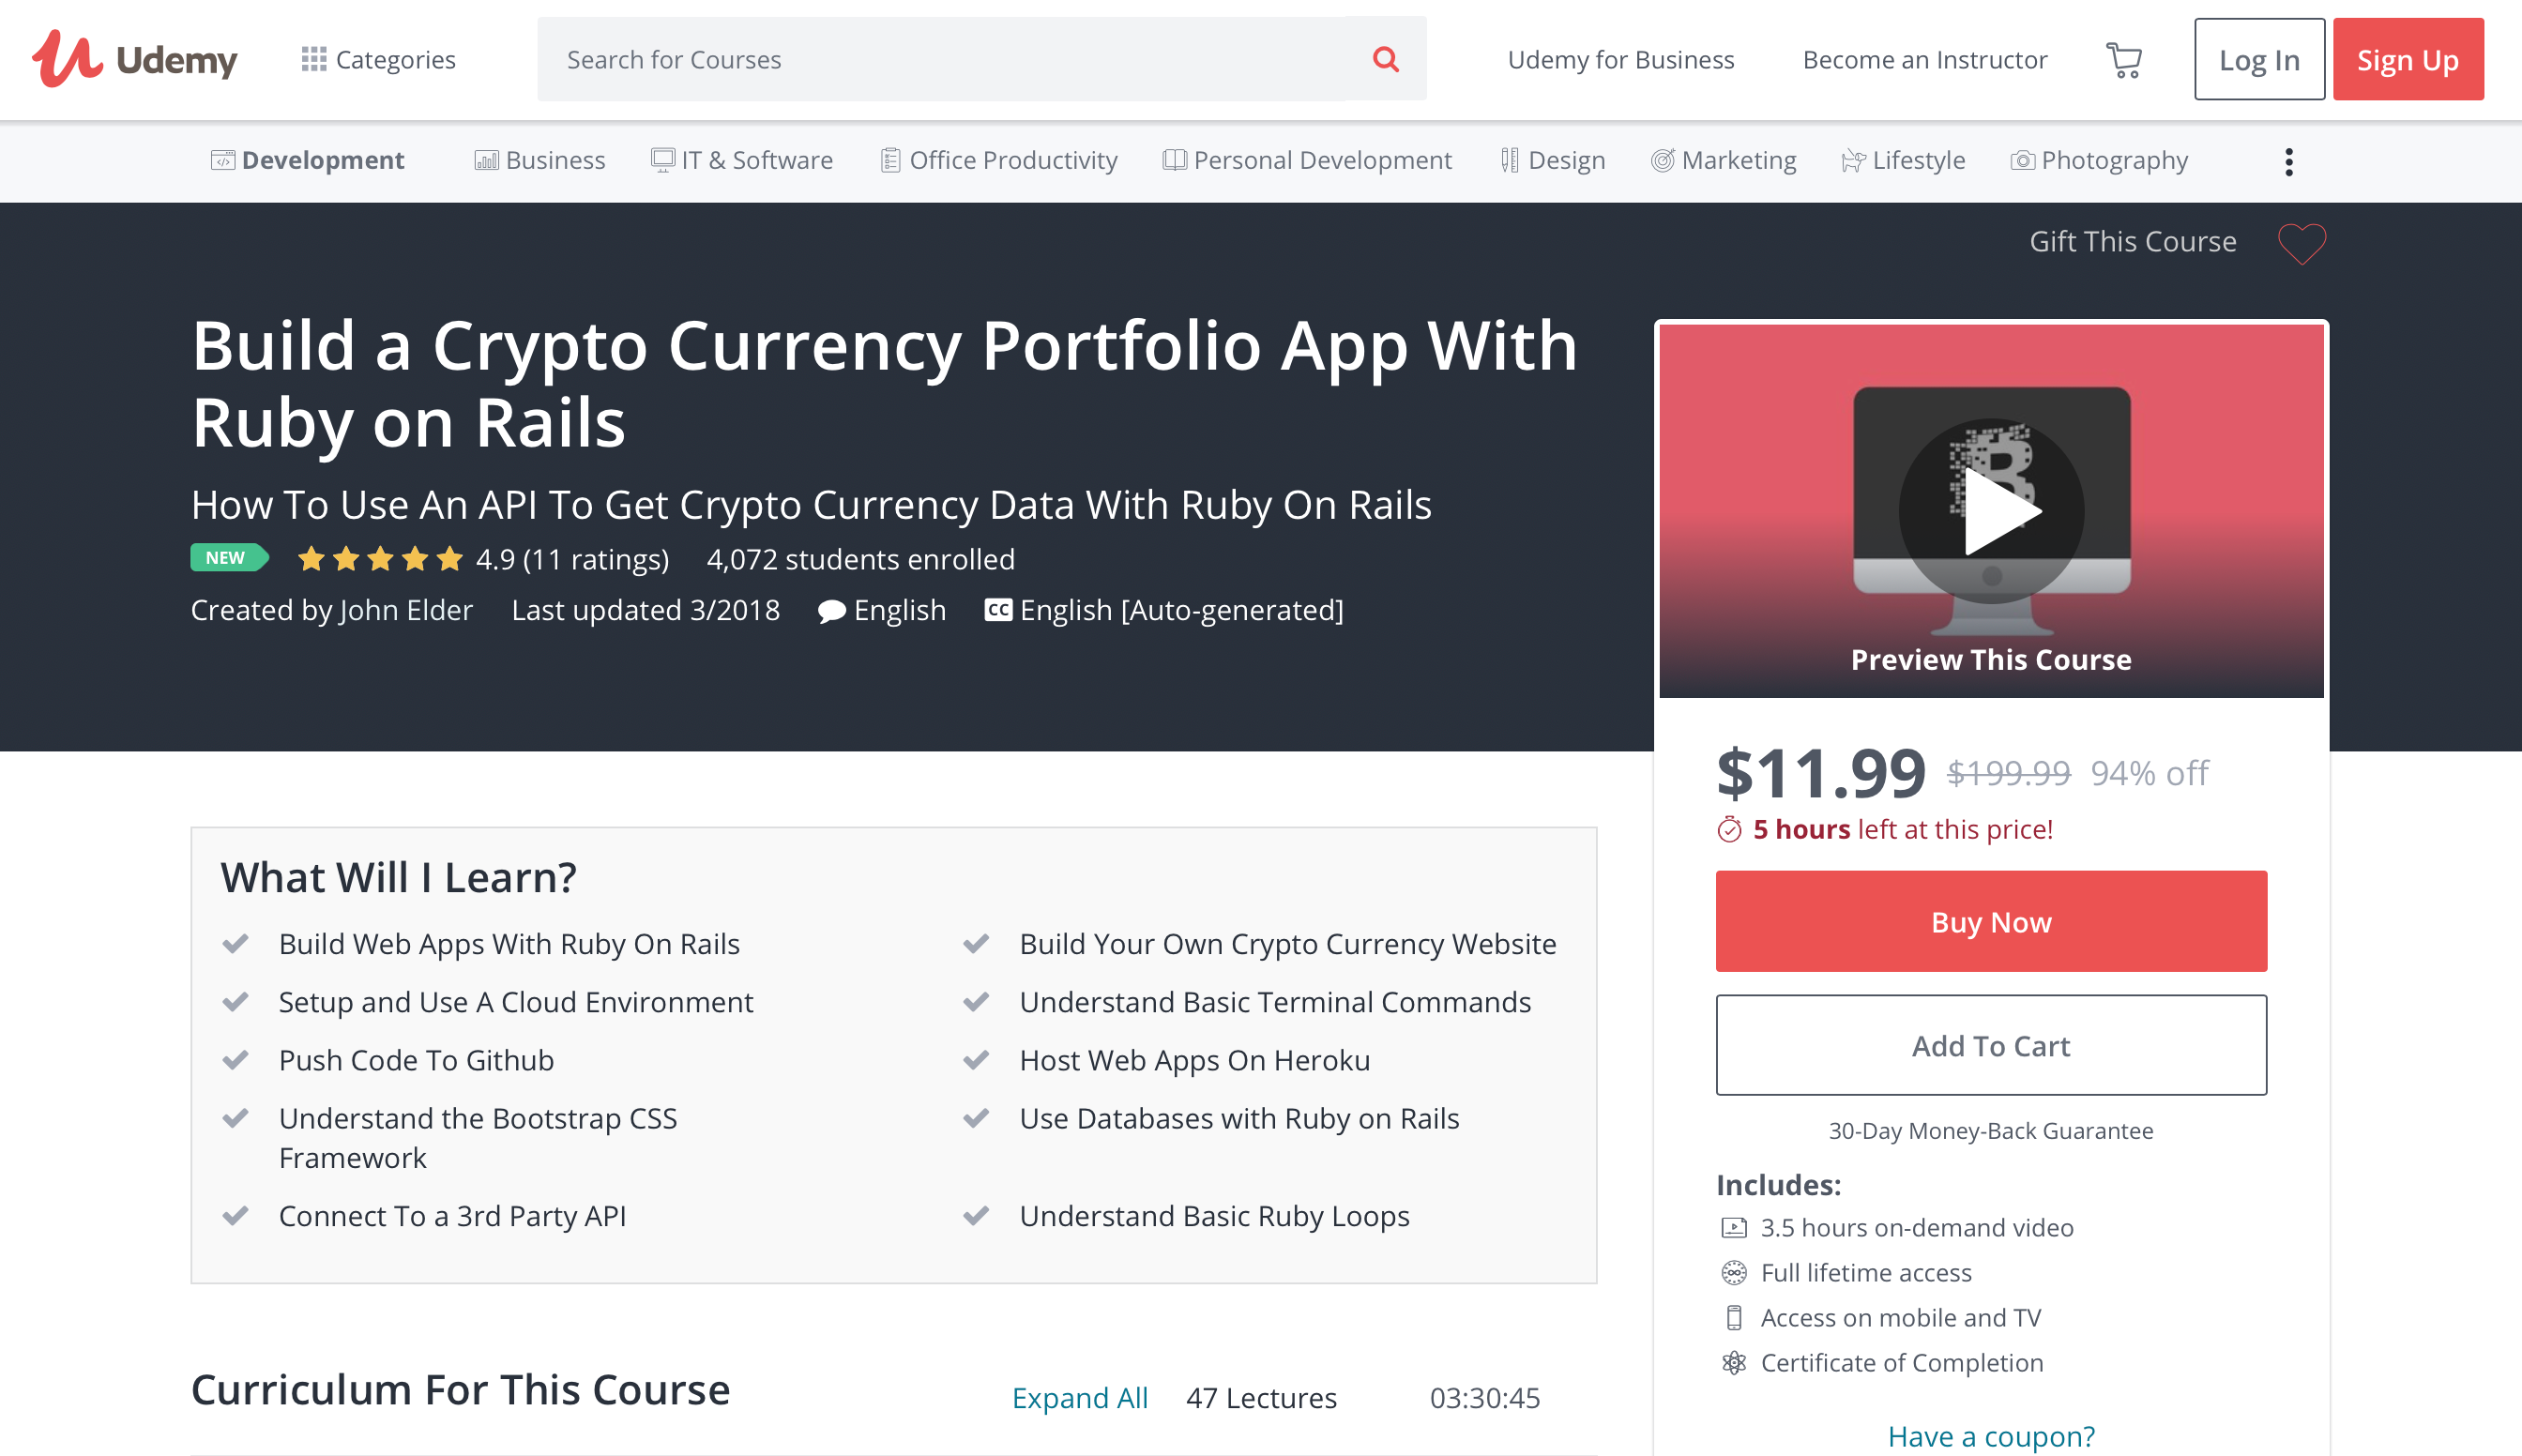 Udemy
Categories
Search for Courses
Udemy for Business
Become an Instructor
Log In
Sign Up
Development
Business
IT & Software
Office Productivity
Personal Development
Design
Marketing
Lifestyle
Photography
Gift This Course
Build a Crypto Currency Portfolio App With
Ruby on Rails
How To Use An API To Get Crypto Currency Data With Ruby On Rails
NEW 4.9 (11 ratings) 4,072 students enrolled
Created by John Elder Last updated 3/2018 English CC English [Auto-generated]
Preview This Course
$11.99 $199.99 94% off
5 hours left at this price!
Buy Now
Add To Cart
30-Day Money-Back Guarantee
Includes:
3.5 hours on-demand video
Full lifetime access
Access on mobile and TV
Certificate of Completion
Have a coupon?
What Will I Learn?
Build Web Apps With Ruby On Rails
Build Your Own Crypto Currency Website
Setup and Use A Cloud Environment
Understand Basic Terminal Commands
Push Code To Github
Host Web Apps On Heroku
Understand the Bootstrap CSS
Framework
Use Databases with Ruby on Rails
Connect To a 3rd Party API
Understand Basic Ruby Loops
Curriculum For This Course
Expand All
47 Lectures
03:30:45